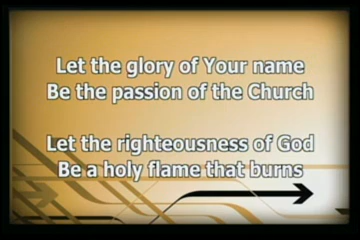 Let the glory of Your name
Be the passion of the Church
Let the righteousness of God
Be a holy flame that burns